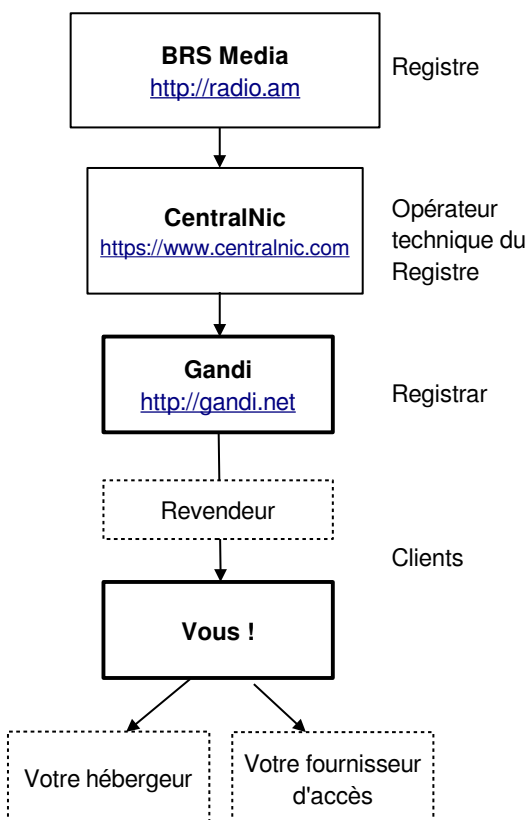 BRS Media
http://radio.am
Registre
CentralNic
https://www.centralnic.com
Opérateur
technique du
Registre
Gandi
http://gandi.net
Registrar
Revendeur
Clients
Vous !
Votre hébergeur
Votre fournisseur
d'accès